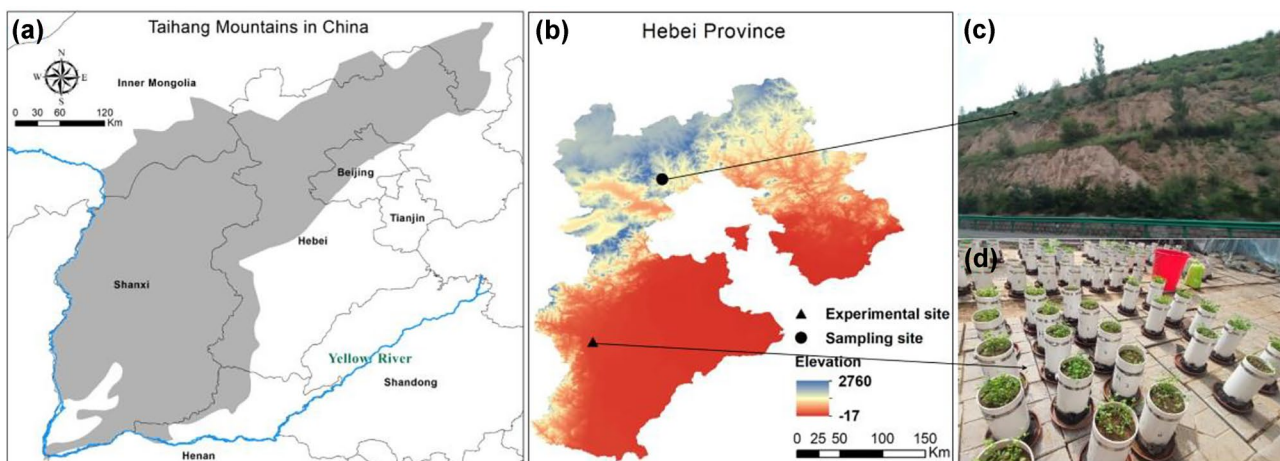 (a)
Taihang Mountains in China
N
W E
S
0 30 60 120
Km
Inner Mongolia
Beijing
Tianjin
Hebei
Shanxi
Yellow River
Shandong
Henan
(b)
Hebei Province
Experimental site
Sampling site
Elevation
2760
-17
0 25 50 100 150
Km
(c)
(d)